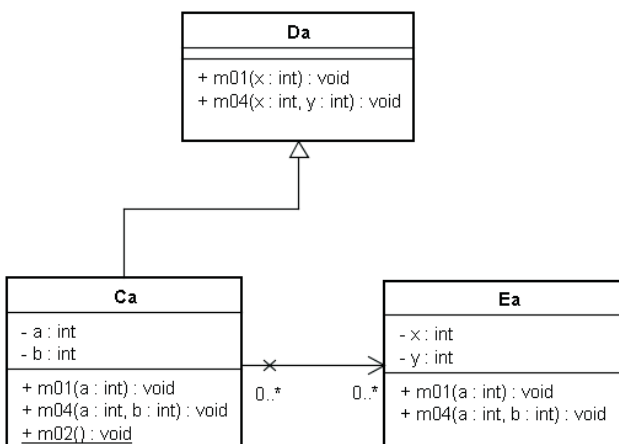 Da
+ m01(x : int) : void
+ m04(x : int, y : int) : void
Ca
- a : int
- b : int
+ m01(a : int) : void
+ m04(a : int, b : int) : void
+ m02() : void
0..*
0..*
Ea
- x : int
- y : int
+ m01(a : int) : void
+ m04(a : int, b : int) : void